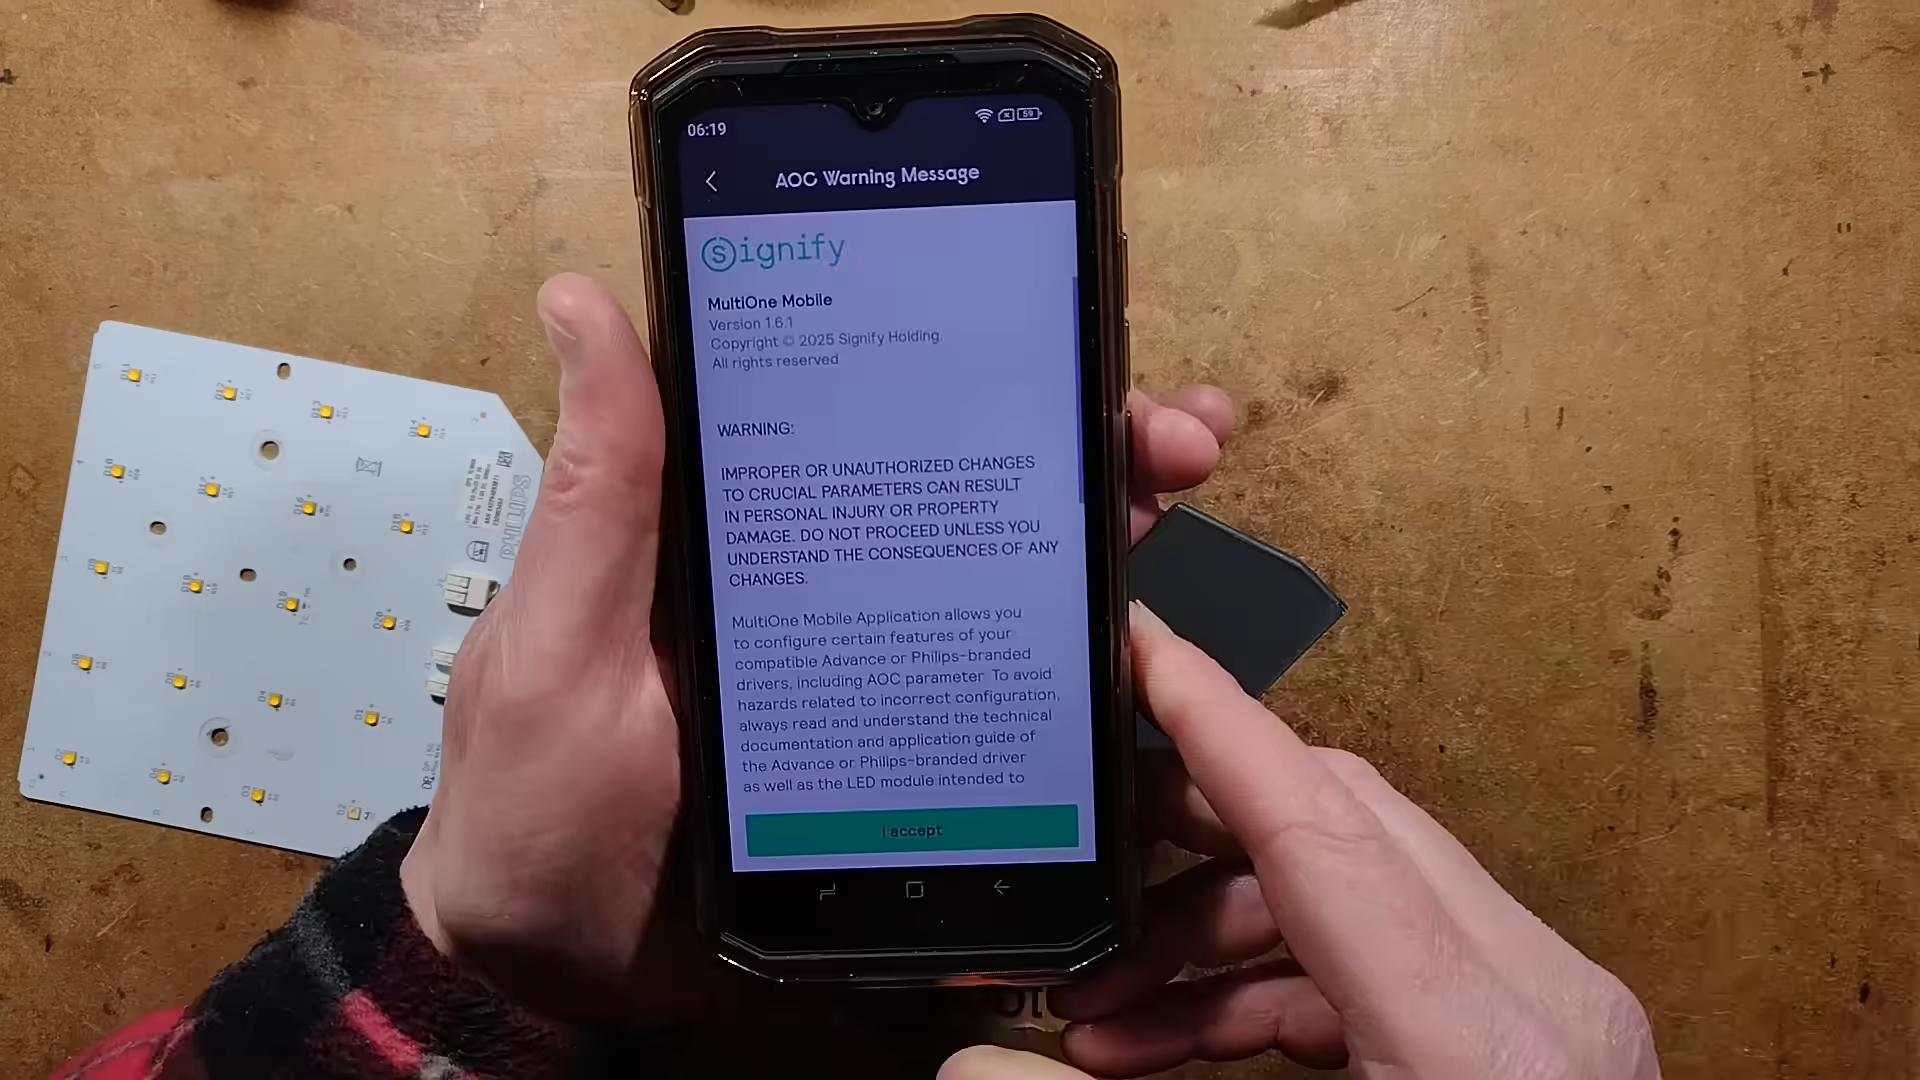 06:19
59
AOC Warning Message
Signify
MultiOne Mobile
Version 1.6.1
Copyright © 2025 Signify Holding.
All rights reserved
WARNING:
IMPROPER OR UNAUTHORIZED CHANGES
TO CRUCIAL PARAMETERS CAN RESULT
IN PERSONAL INJURY OR PROPERTY
DAMAGE. DO NOT PROCEED UNLESS YOU
UNDERSTAND THE CONSEQUENCES OF ANY
CHANGES.
MultiOne Mobile Application allows you
to configure certain features of your
compatible Advance or Philips-branded
drivers, including AOC parameter. To avoid
hazards related to incorrect configuration,
always read and understand the technical
documentation and application guide of
the Advance or Philips-branded driver
as well as the LED module intended to
I accept
PHILIPS
D11
D12
D13
D14